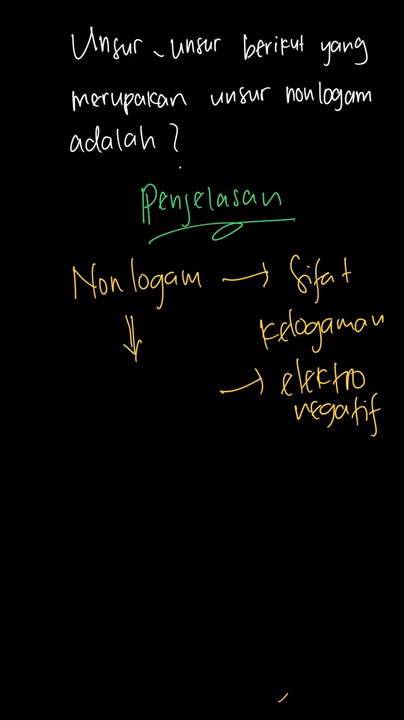 Unsur-unsur berikut yang
merupakan unsur nonlogam
adalah?
Penjelasan
Nonlogam → Sifat
kelogaman
→ elektro
negatif